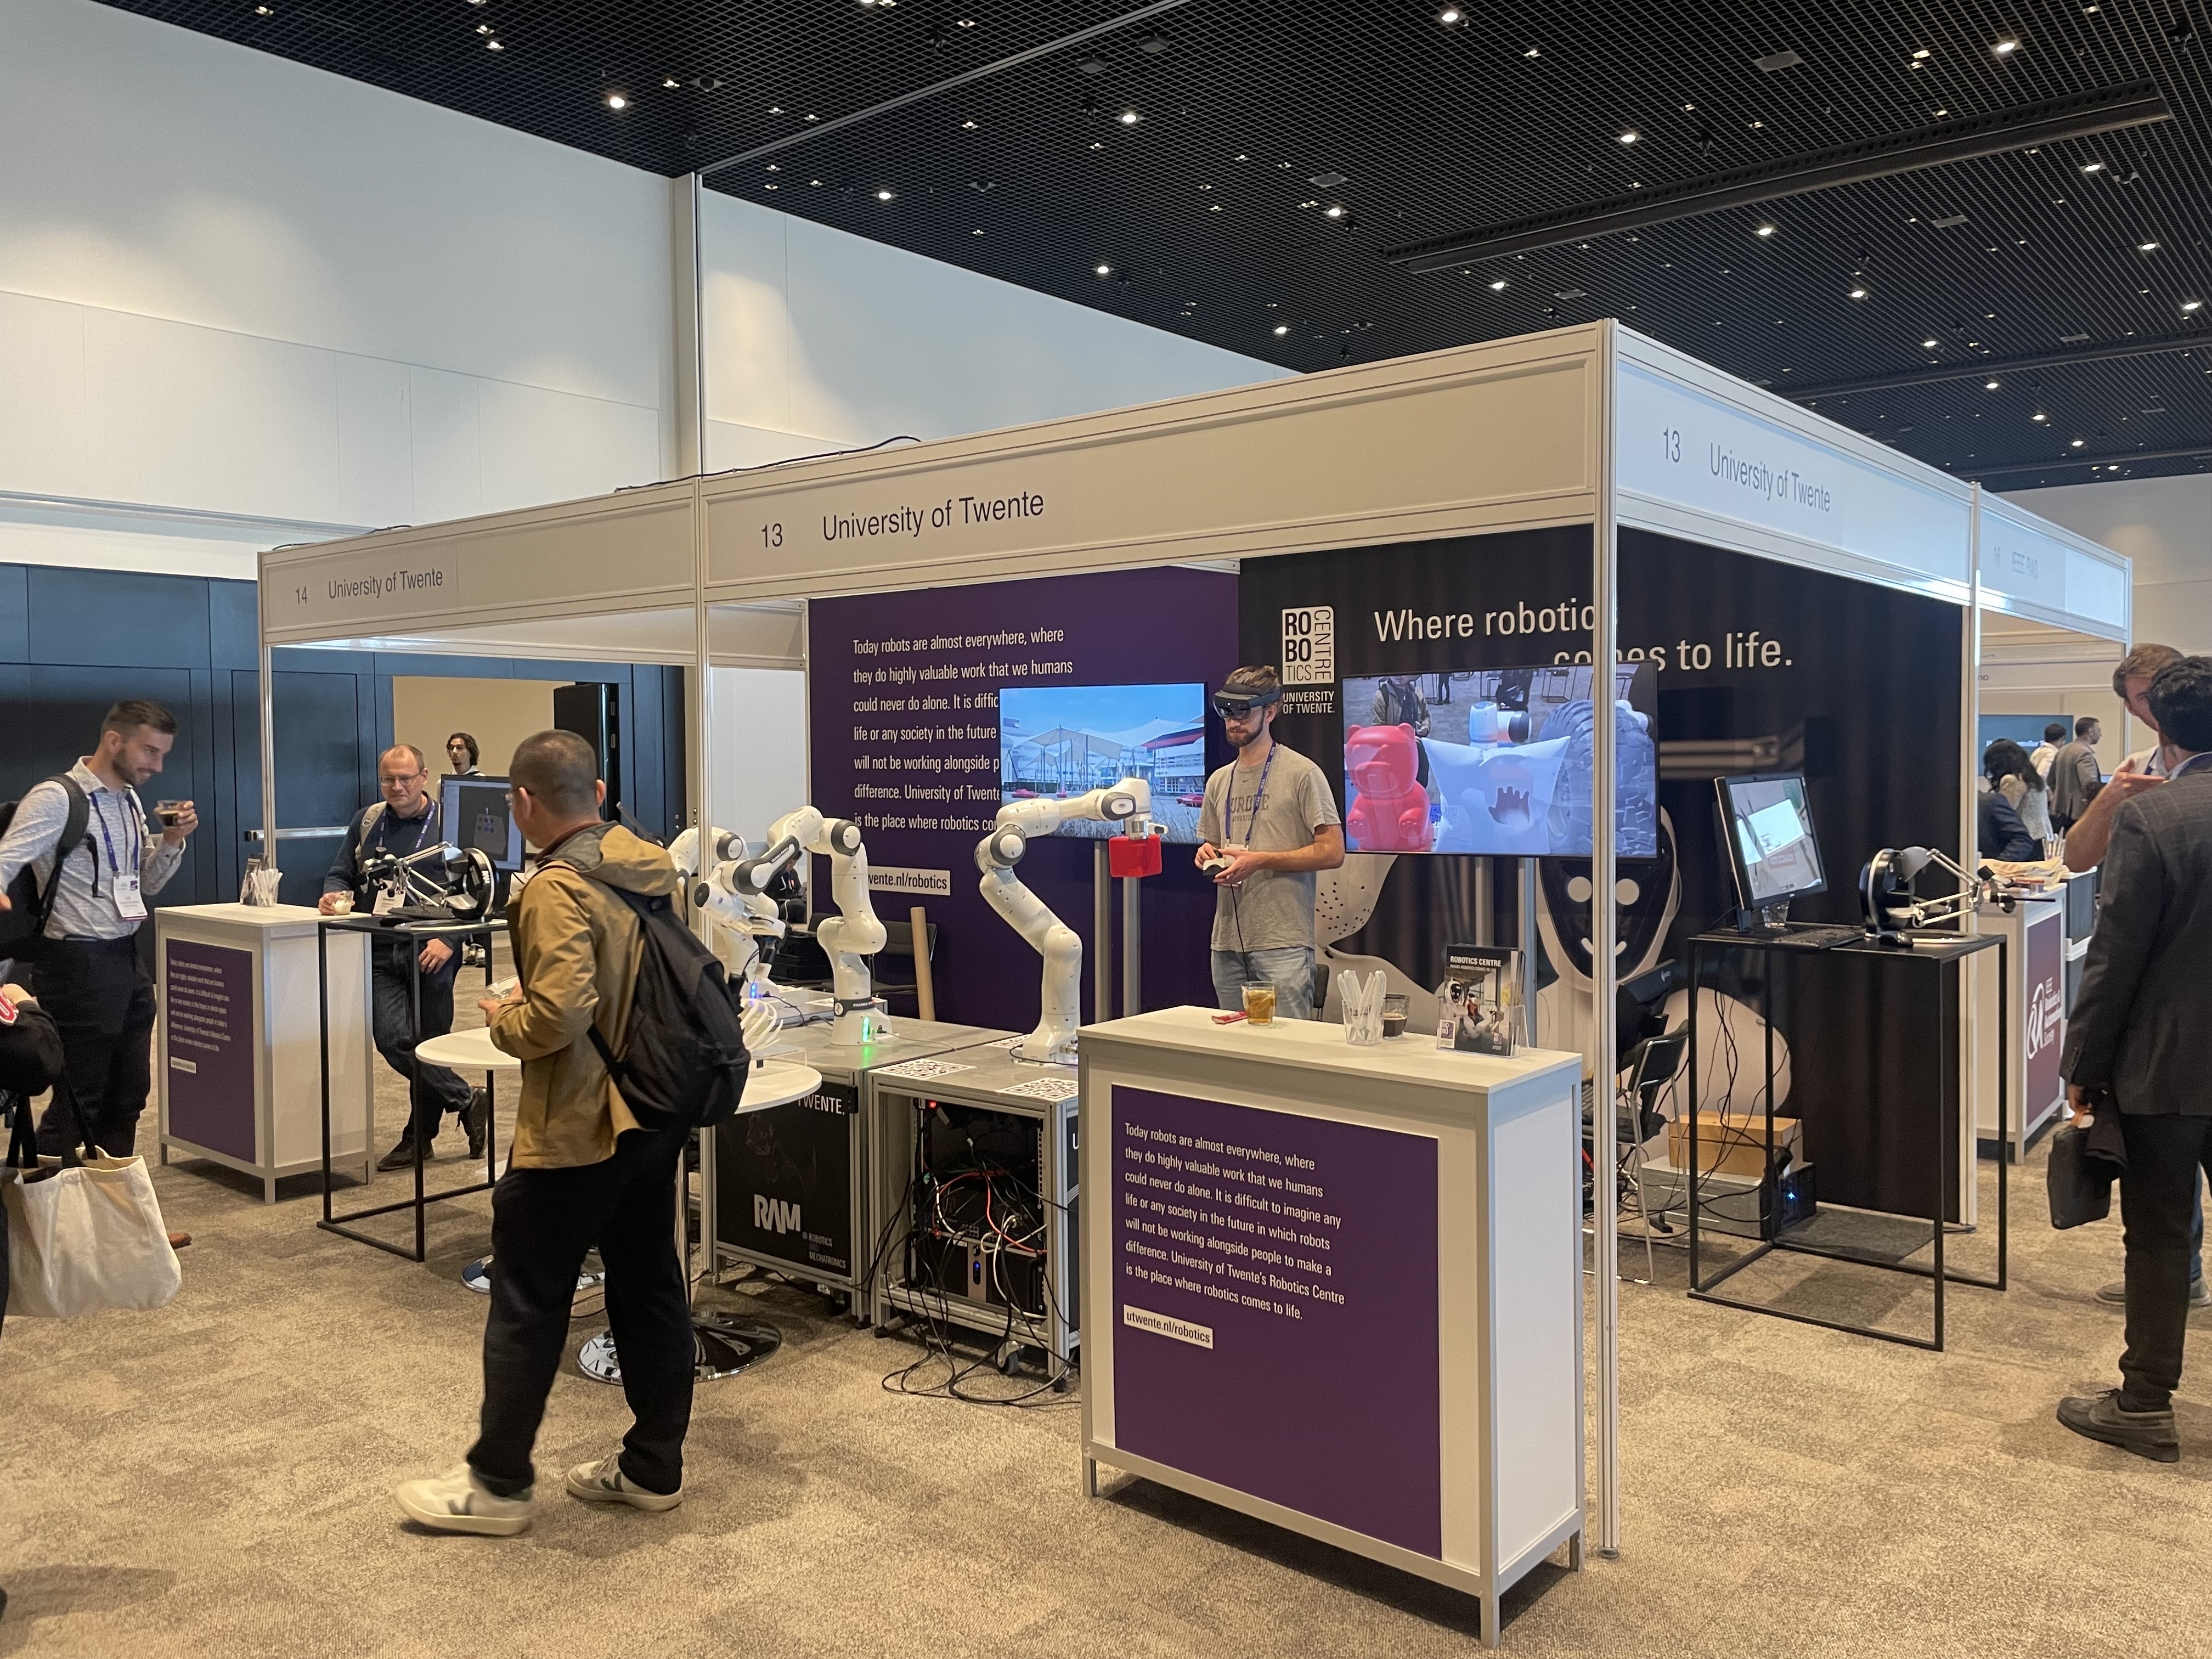 14 University of Twente
13 University of Twente
13 University of Twente
16 IEEE RAS
Today robots are almost everywhere, where
they do highly valuable work that we humans
could never do alone. It is
life or any society in the future
will not be working alongside
difference. University of Twente
is the place where robotics
wente.nl/robotics
RO
BO
TICS
CENTRE
UNIVERSITY
OF TWENTE.
Where robotic
comes to life.
ROBOTICS CENTRE
TWENTE.
RAM
ROBOTICS
AND
MECHATRONICS
U
Today robots are almost everywhere, where
they do highly valuable work that we humans
could never do alone. It is difficult to imagine any
life or any society in the future in which robots
will not be working alongside people to make a
difference. University of Twente's Robotics Centre
is the place where robotics comes to life.
utwente.nl/robotics